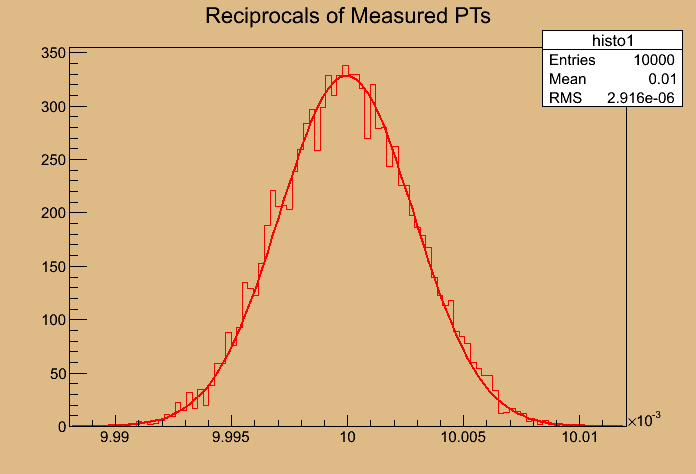 Reciprocals of Measured PTs
histo1
Entries 10000
Mean 0.01
RMS 2.916e-06
350
300
250
200
150
100
50
0
9.99 9.995 10 10.005 10.01
×10⁻³